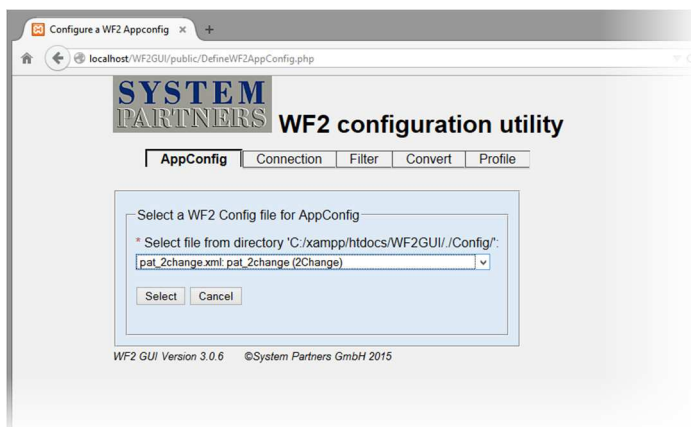 Configure a WF2 Appconfig × +
localhost/WF2GUI/public/DefineWF2AppConfig.php
SYSTEM
PARTNERS
WF2 configuration utility
AppConfig Connection Filter Convert Profile
Select a WF2 Config file for AppConfig
* Select file from directory 'C:/xampp/htdocs/WF2GUI/./Config/':
pat_2change.xml: pat_2change (2Change)
Select Cancel
WF2 GUI Version 3.0.6 ©System Partners GmbH 2015